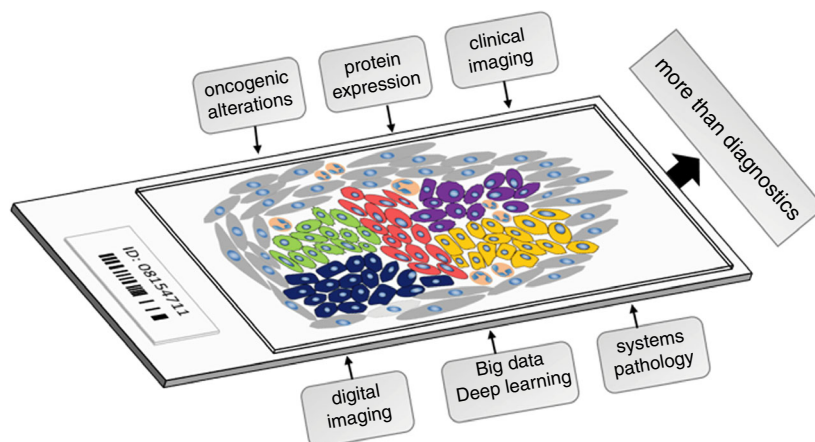 oncogenic
alterations
protein
expression
clinical
imaging
more than diagnostics
ID: 08154711
digital
imaging
Big data
Deep learning
systems
pathology